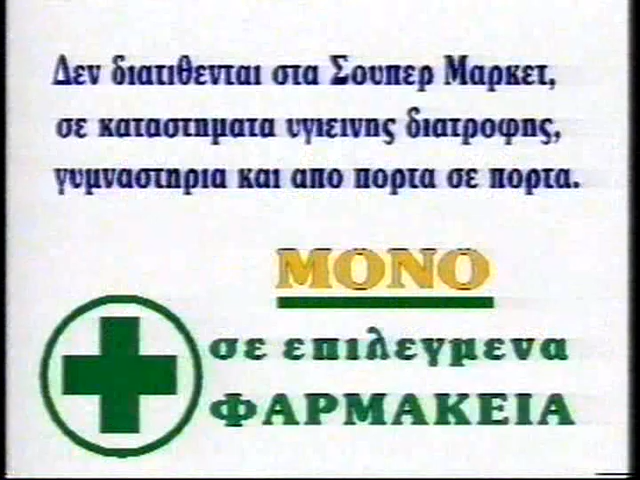 Δεν διατιθενται στα Σουπερ Μαρκετ,
σε καταστηματα υγιεινης διατροφης,
γυμναστηρια και απο πορτα σε πορτα.
ΜΟΝΟ
σε επιλεγμενα
ΦΑΡΜΑΚΕΙΑ